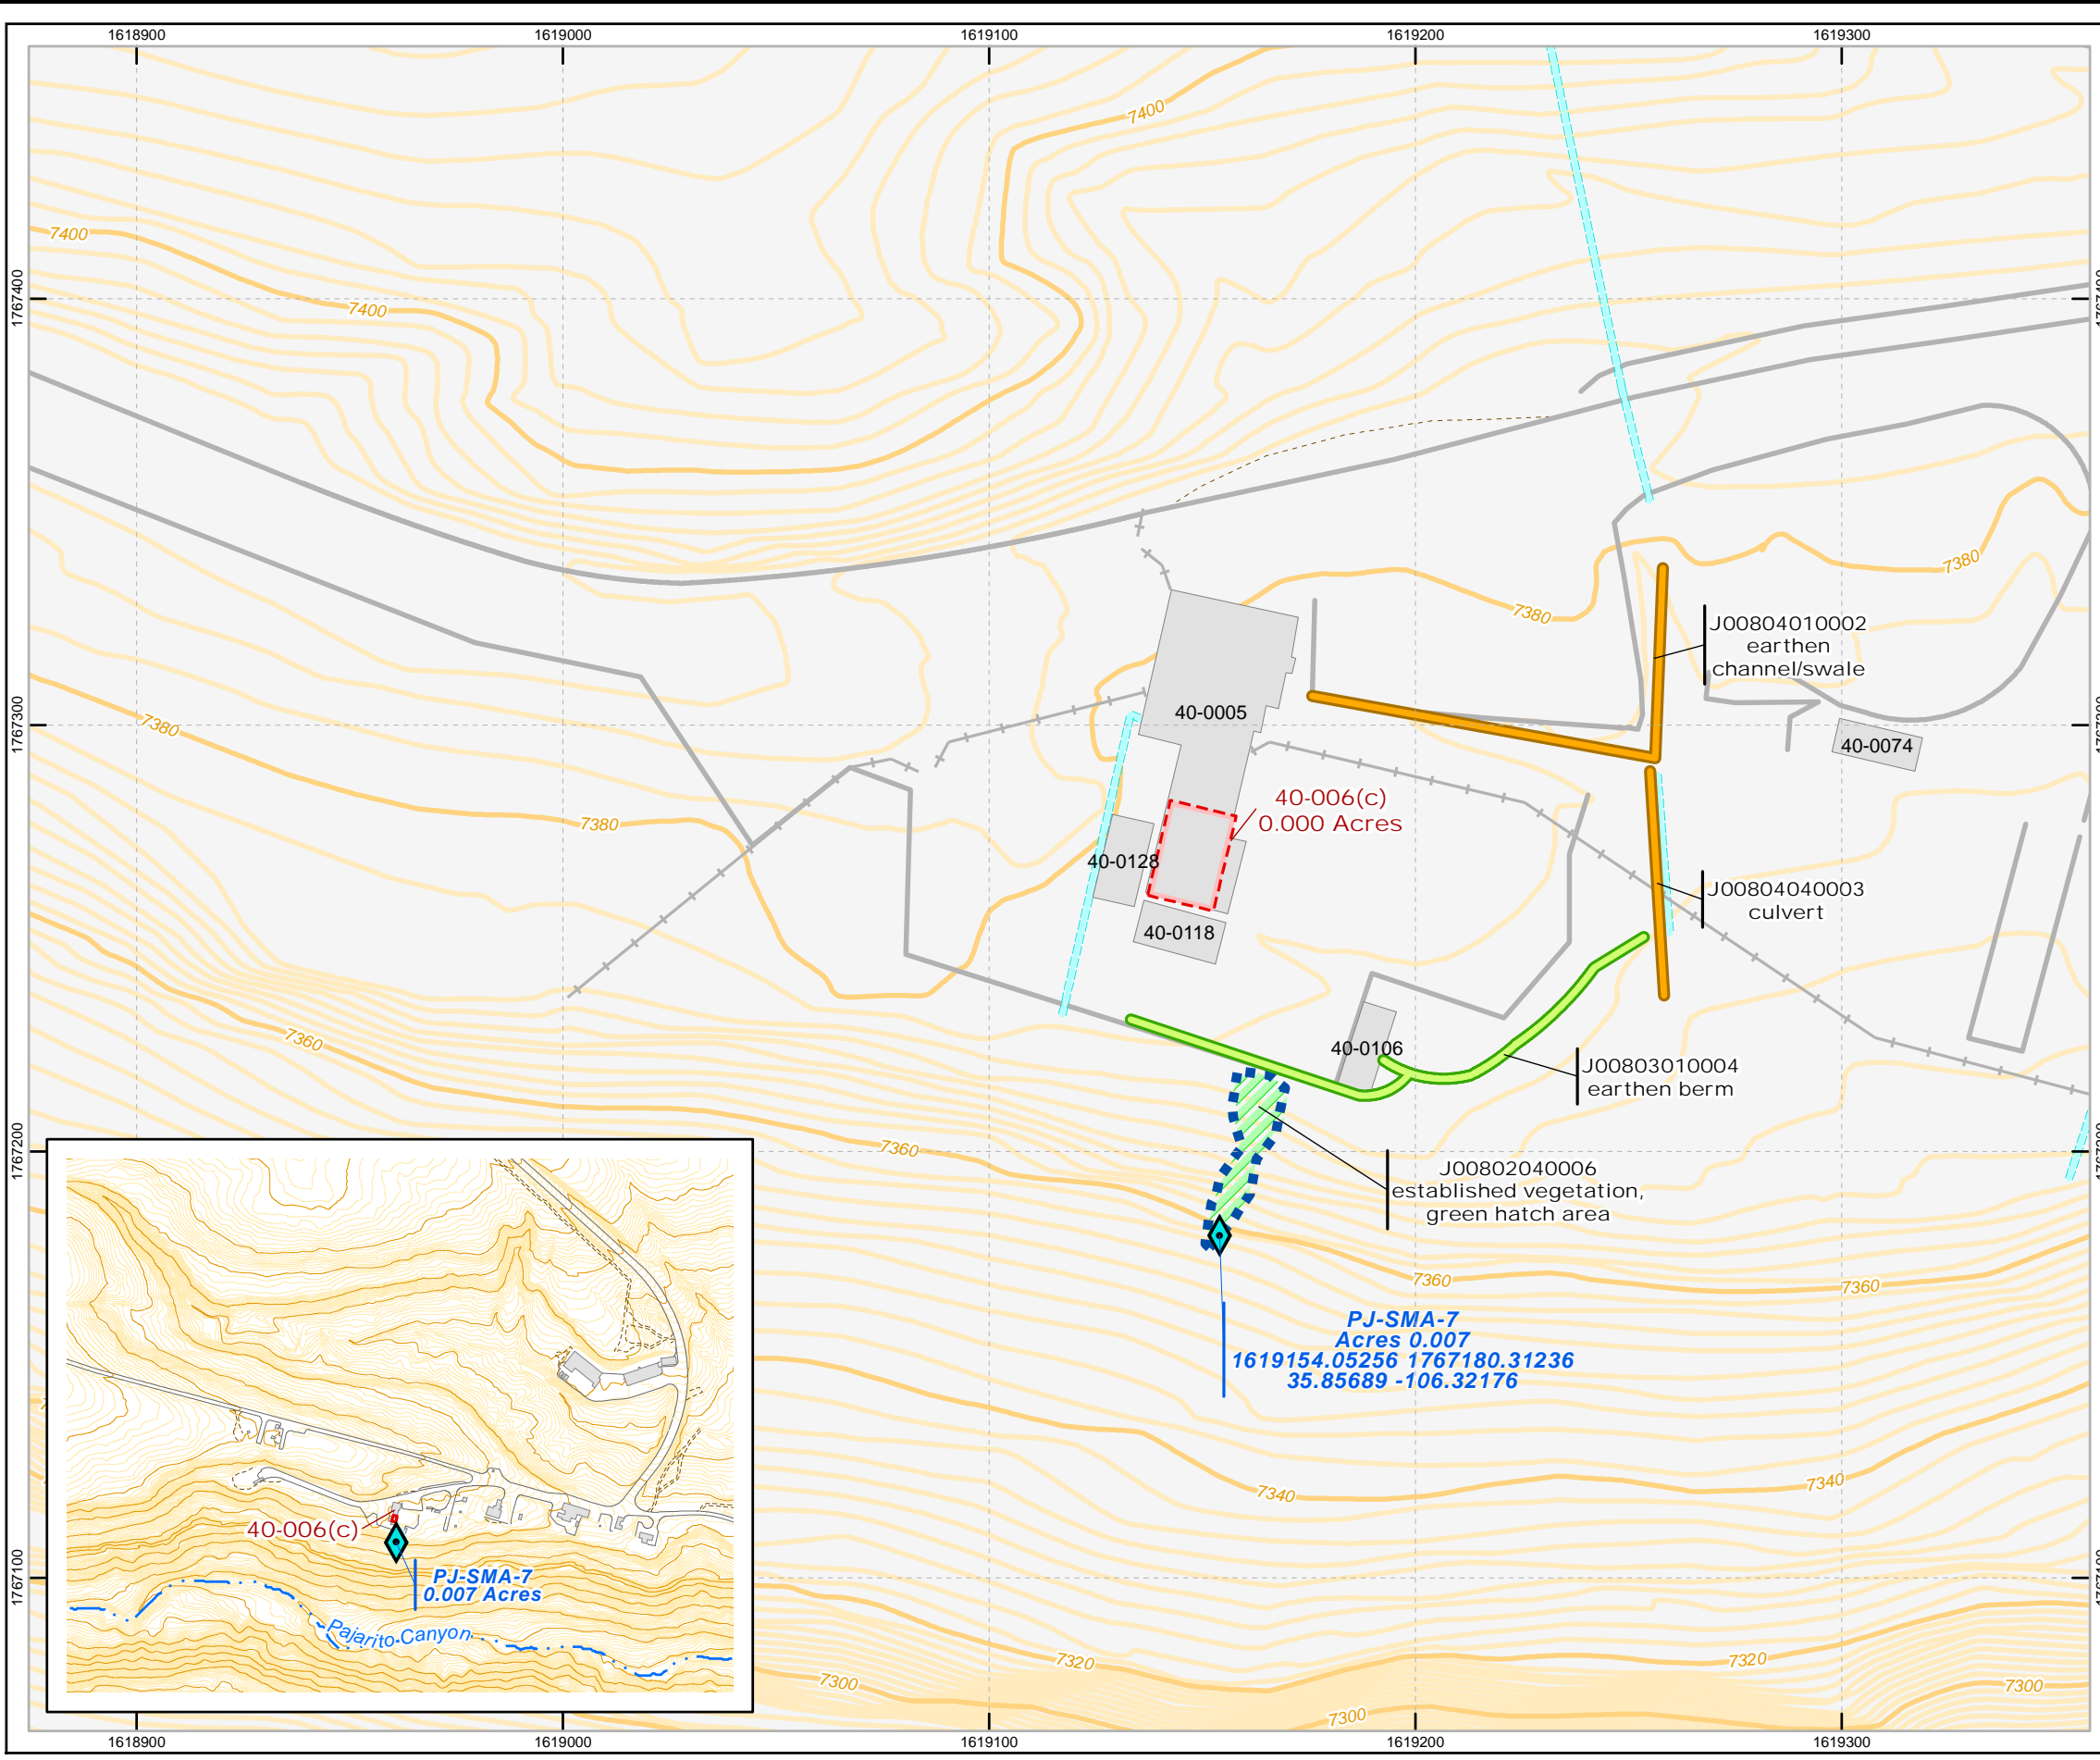 1618900 1619000 1619100 1619200 1619300
7400
7400
7400
1767400 1767400
7380
7380
J00804010002
earthen
channel/swale
40-0005
7380
1767300 1767300
40-0074
40-006(c)
0.000 Acres
7380
40-0128
J00804040003
culvert
40-0118
7360
40-0106
J00803010004
earthen berm
7360
1767200 1767200
J00802040006
established vegetation,
green hatch area
7360
7360
PJ-SMA-7
Acres 0.007
1619154.05256 1767180.31236
35.85689 -106.32176
7340
7340
40-006(c)
PJ-SMA-7
0.007 Acres
Pajarito Canyon
1767100 1767100
7320
7320
7300
7300
7300
1618900 1619000 1619100 1619200 1619300